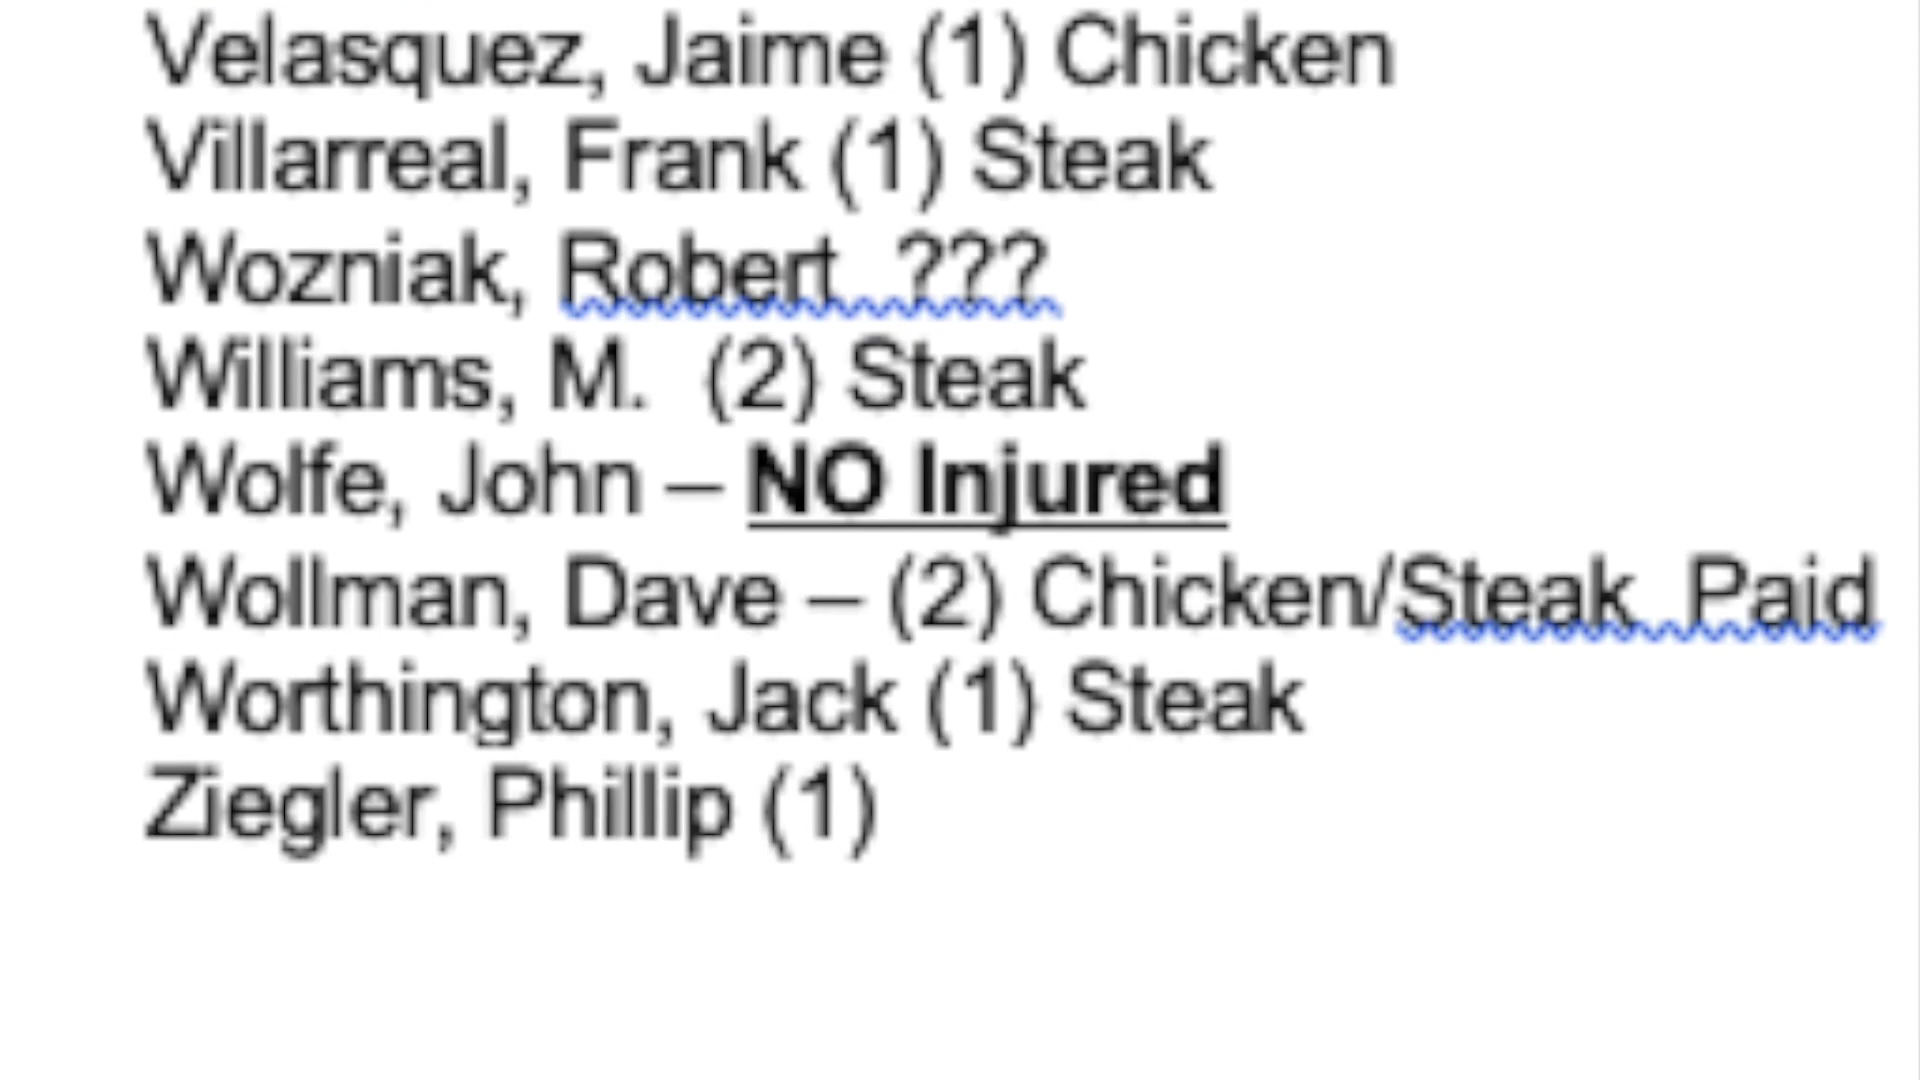 Velasquez, Jaime (1) Chicken
Villarreal, Frank (1) Steak
Wozniak, Robert  ???
Williams, M.  (2) Steak
Wolfe, John – NO Injured
Wollman, Dave – (2) Chicken/Steak  Paid
Worthington, Jack (1) Steak
Ziegler, Phillip (1)